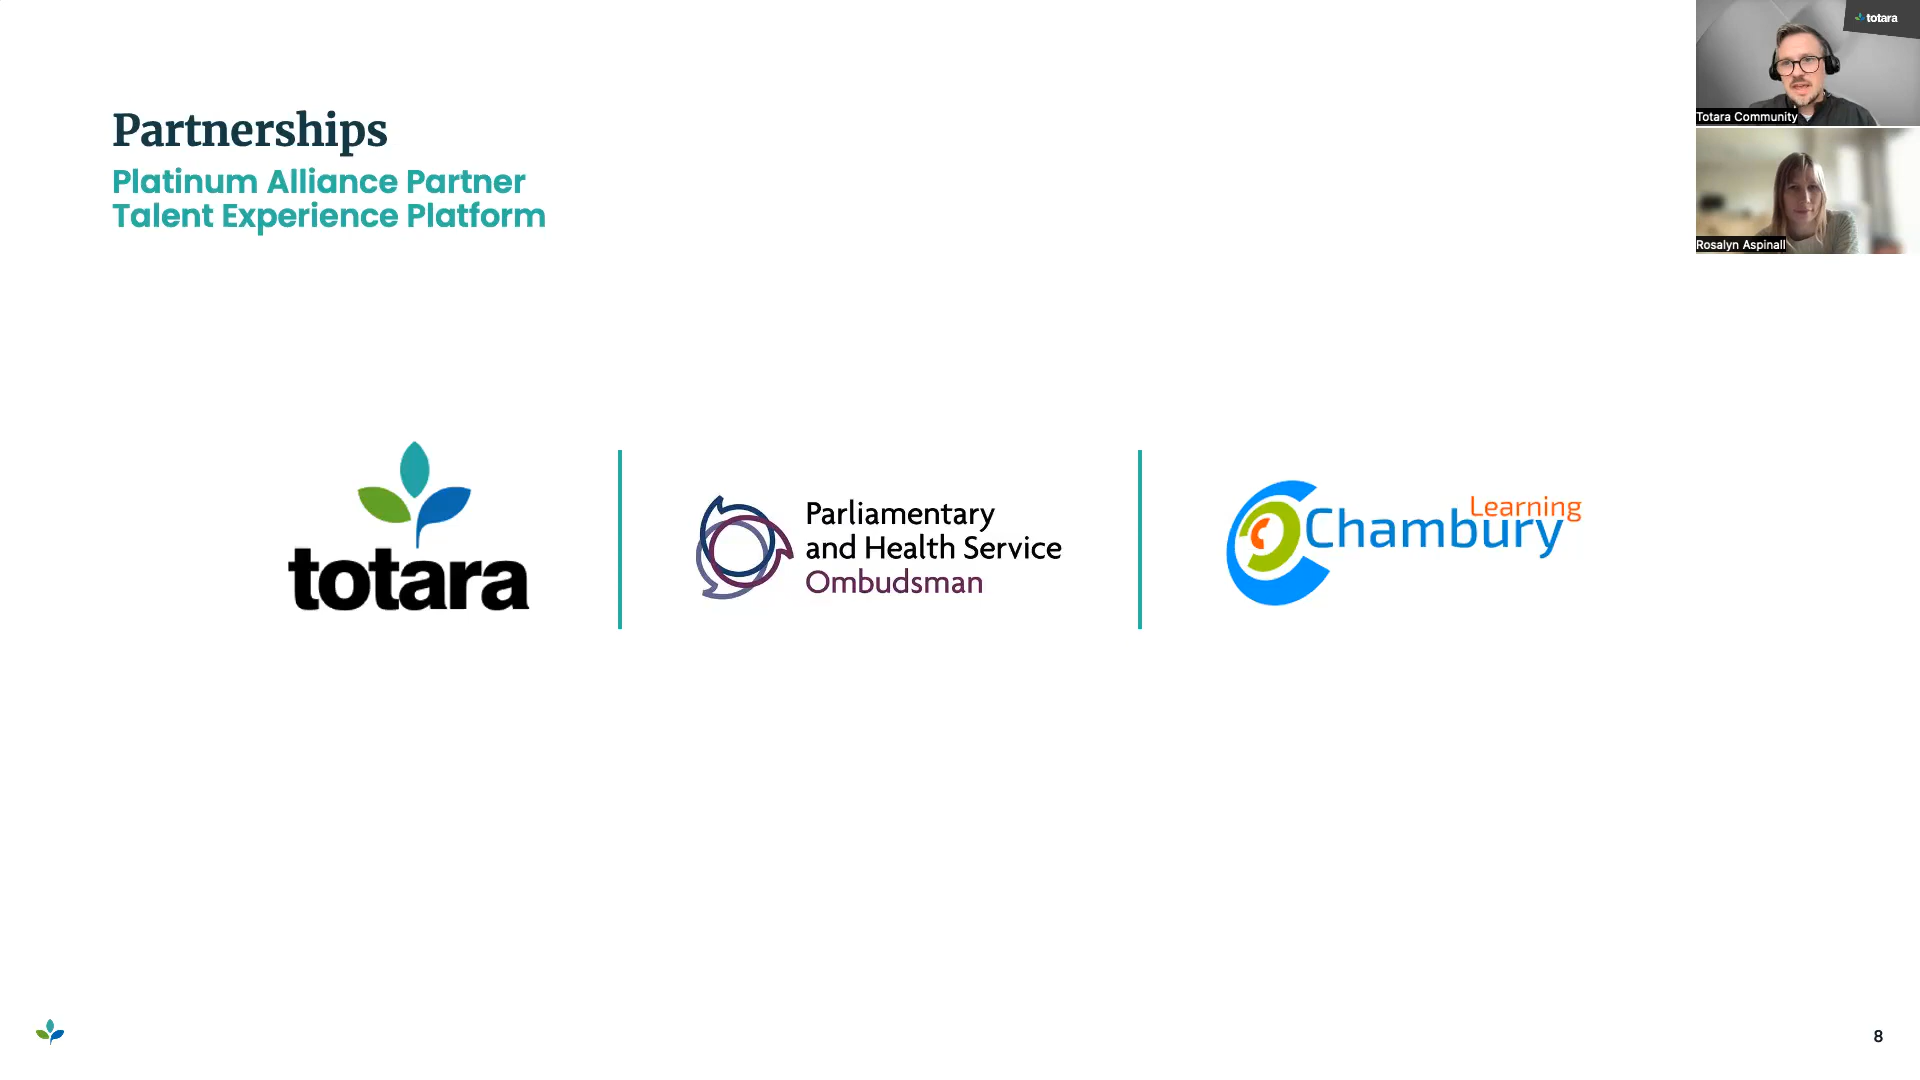 totara
Totara Community
Rosalyn Aspinall
Partnerships
Platinum Alliance Partner
Talent Experience Platform
totara
Parliamentary
and Health Service
Ombudsman
Learning
Chambury
8